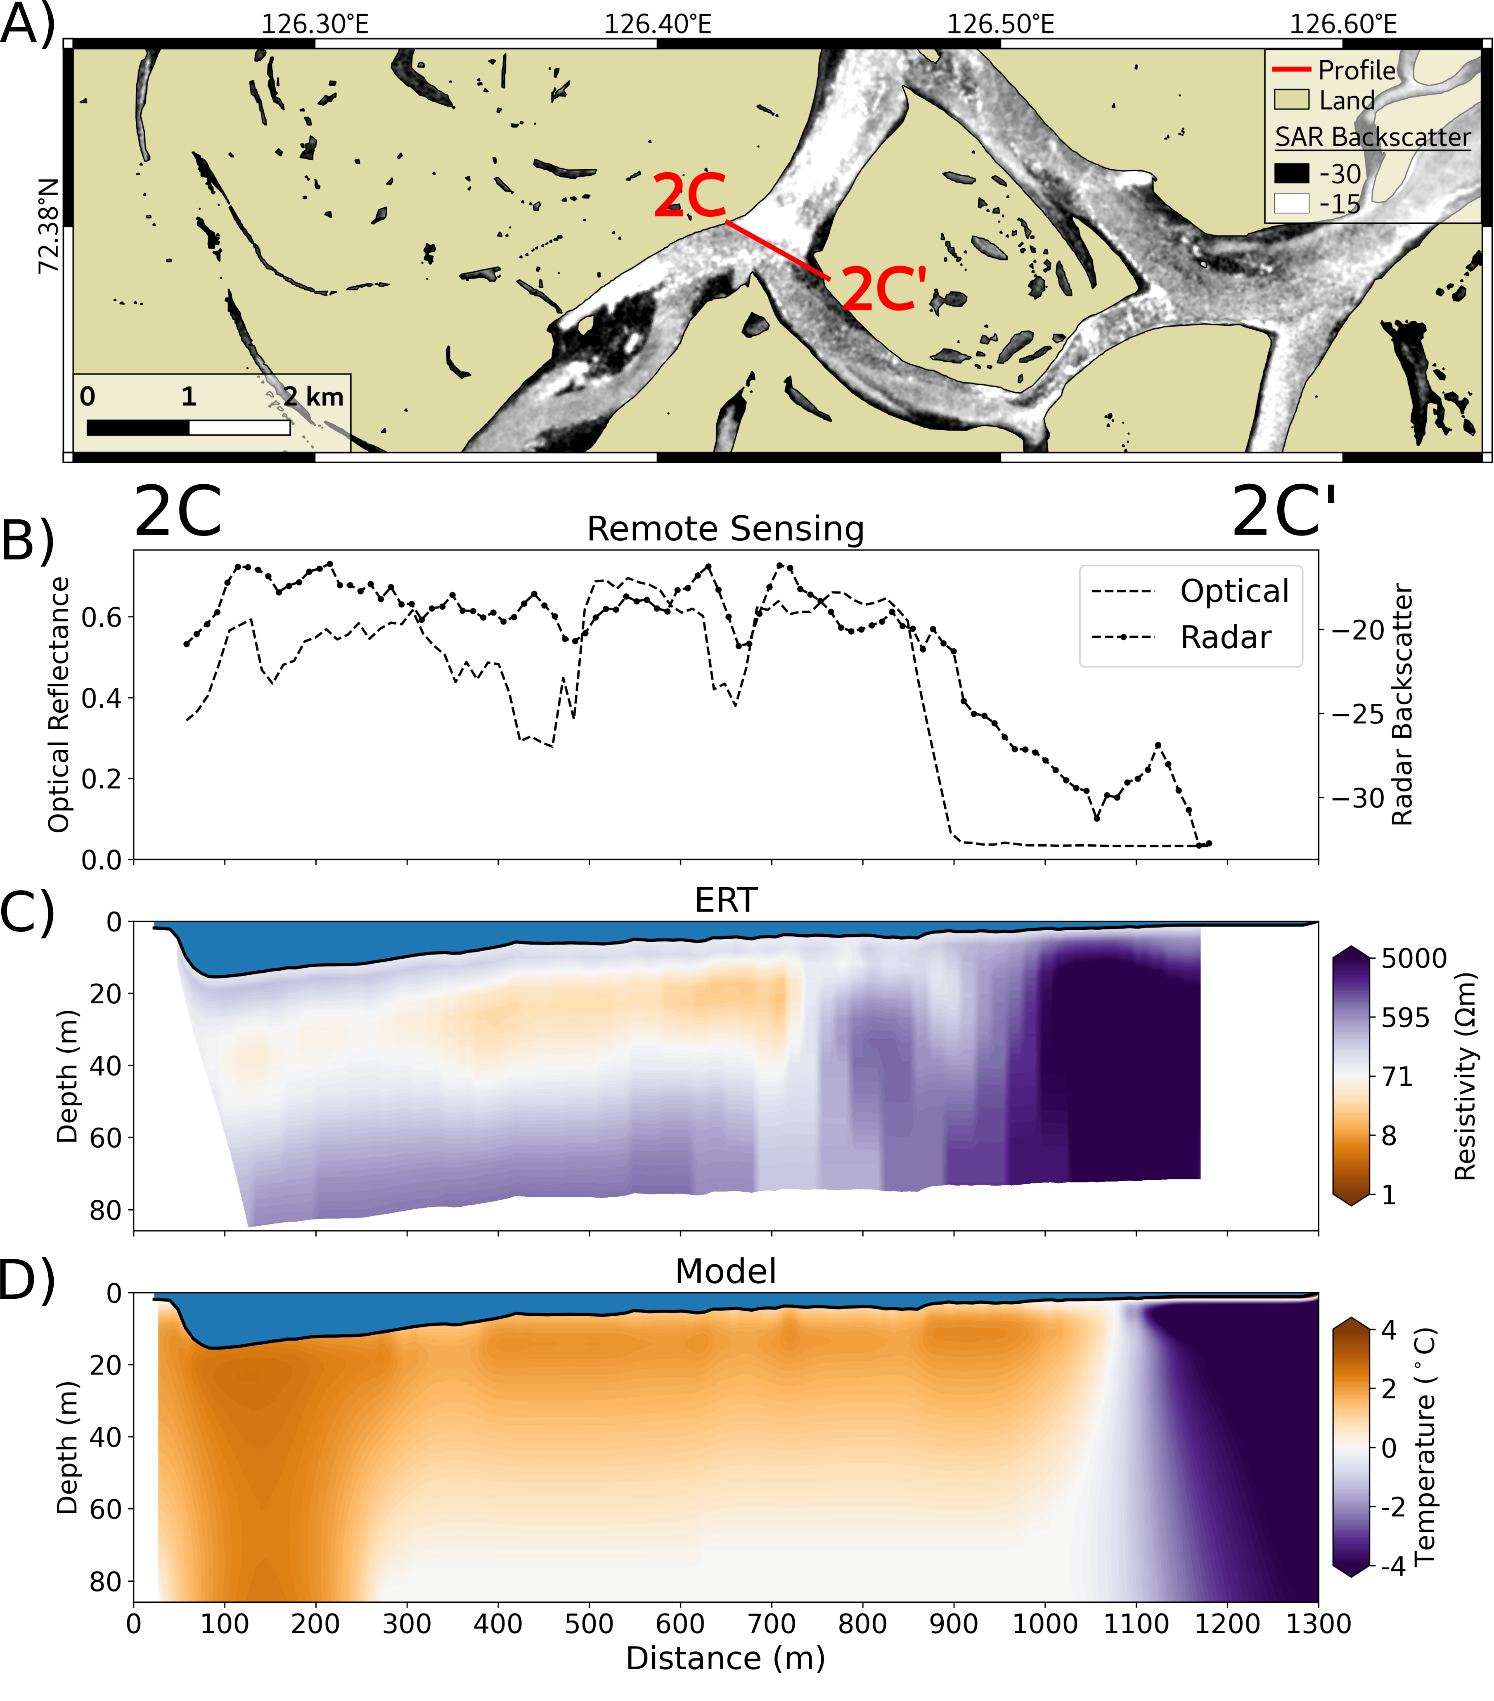 A)
126.30°E 126.40°E 126.50°E 126.60°E
72.38°N
Profile
Land
SAR Backscatter
-30
-15
2C
2C'
0 1 2 km
2C 2C'
B)
Remote Sensing
Optical Reflectance
0.6
0.4
0.2
0.0
Optical
Radar
−20
−25
−30
Radar Backscatter
C)
ERT
Depth (m)
0
20
40
60
80
5000
595
71
8
1
Resistivity (Ωm)
D)
Model
Depth (m)
0
20
40
60
80
4
2
0
-2
-4
Temperature (°C)
0 100 200 300 400 500 600 700 800 900 1000 1100 1200 1300
Distance (m)